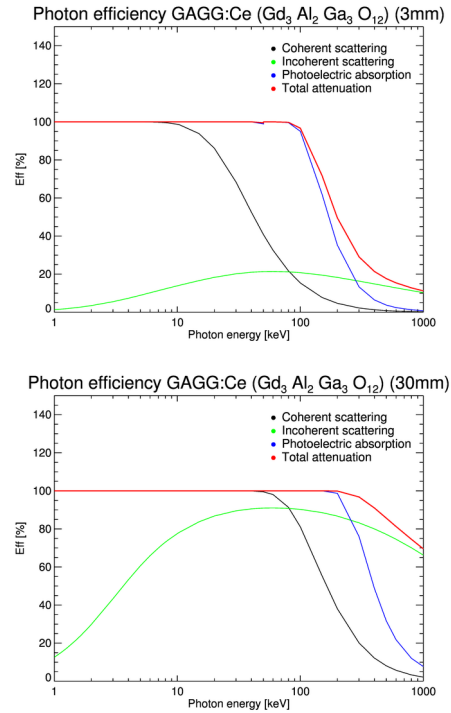 Photon efficiency GAGG:Ce (Gd₃ Al₂ Ga₃ O₁₂) (3mm)
Coherent scattering
Incoherent scattering
Photoelectric absorption
Total attenuation
140
120
100
80
60
40
20
0
Eff [%]
1 10 100 1000
Photon energy [keV]
Photon efficiency GAGG:Ce (Gd₃ Al₂ Ga₃ O₁₂) (30mm)
Coherent scattering
Incoherent scattering
Photoelectric absorption
Total attenuation
140
120
100
80
60
40
20
0
Eff [%]
1 10 100 1000
Photon energy [keV]